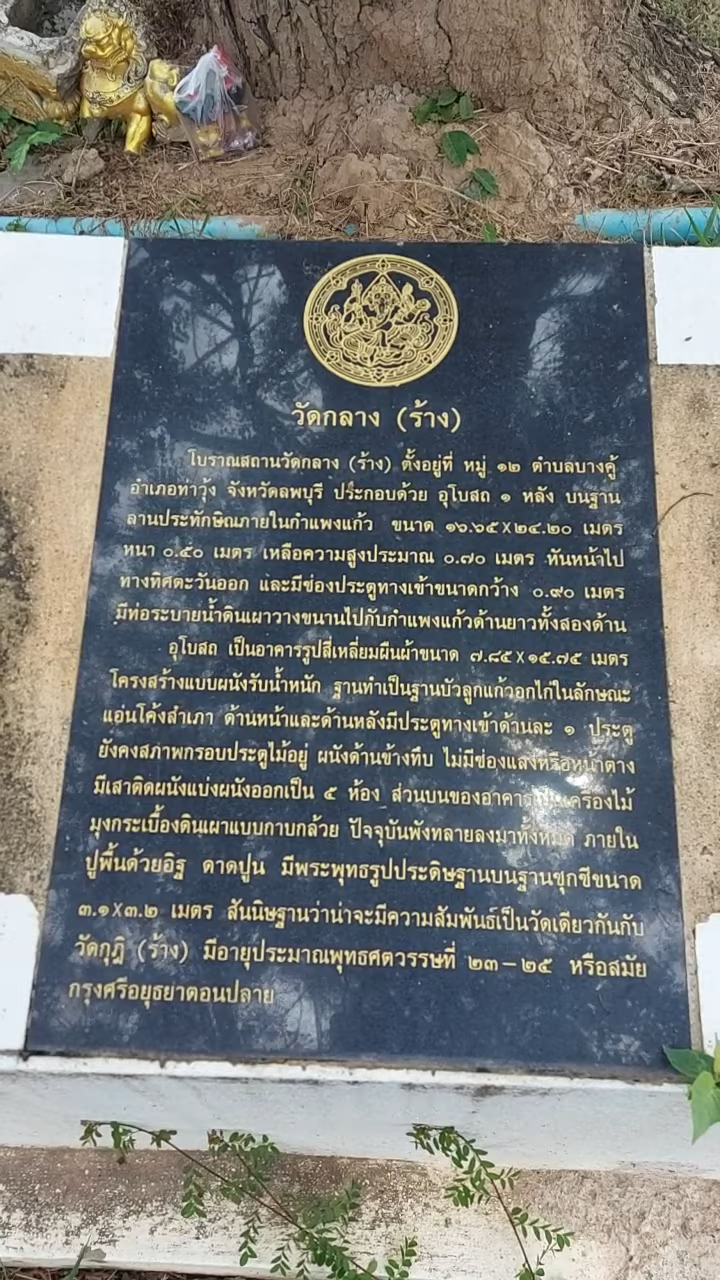 วัดกลาง (ร้าง)
โบราณสถานวัดกลาง (ร้าง) ตั้งอยู่ที่ หมู่ ๑๒ ตำบลบางคู้
อำเภอท่าวุ้ง จังหวัดลพบุรี ประกอบด้วย อุโบสถ ๑ หลัง บนฐาน
ลานประทักษิณภายในกำแพงแก้ว ขนาด ๑๖.๖๕x๒๔.๒๐ เมตร
หนา ๐.๕๐ เมตร เหลือความสูงประมาณ ๐.๗๐ เมตร หันหน้าไป
ทางทิศตะวันออก และมีช่องประตูทางเข้าขนาดกว้าง ๐.๙๐ เมตร
มีท่อระบายน้ำดินเผาวางขนานไปกับกำแพงแก้วด้านยาวทั้งสองด้าน
อุโบสถ เป็นอาคารรูปสี่เหลี่ยมผืนผ้าขนาด ๗.๘๕x๑๕.๗๕ เมตร
โครงสร้างแบบผนังรับน้ำหนัก ฐานทำเป็นฐานบัวลูกแก้วอกไก่ในลักษณะ
แอ่นโค้งสำเภา ด้านหน้าและด้านหลังมีประตูทางเข้าด้านละ ๑ ประตู
ยังคงสภาพกรอบประตูไม้อยู่ ผนังด้านข้างทึบ ไม่มีช่องแสงหรือหน้าต่าง
มีเสาติดผนังแบ่งผนังออกเป็น ๕ ห้อง ส่วนบนของอาคารเป็นเครื่องไม้
มุงกระเบื้องดินเผาแบบกาบกล้วย ปัจจุบันพังทลายลงมาทั้งหมด ภายใน
ปูพื้นด้วยอิฐ ดาดปูน มีพระพุทธรูปประดิษฐานบนฐานชุกชีขนาด
๓.๑x๓.๒ เมตร สันนิษฐานว่าน่าจะมีความสัมพันธ์เป็นวัดเดียวกันกับ
วัดกุฎิ (ร้าง) มีอายุประมาณพุทธศตวรรษที่ ๒๓–๒๕ หรือสมัย
กรุงศรีอยุธยาตอนปลาย